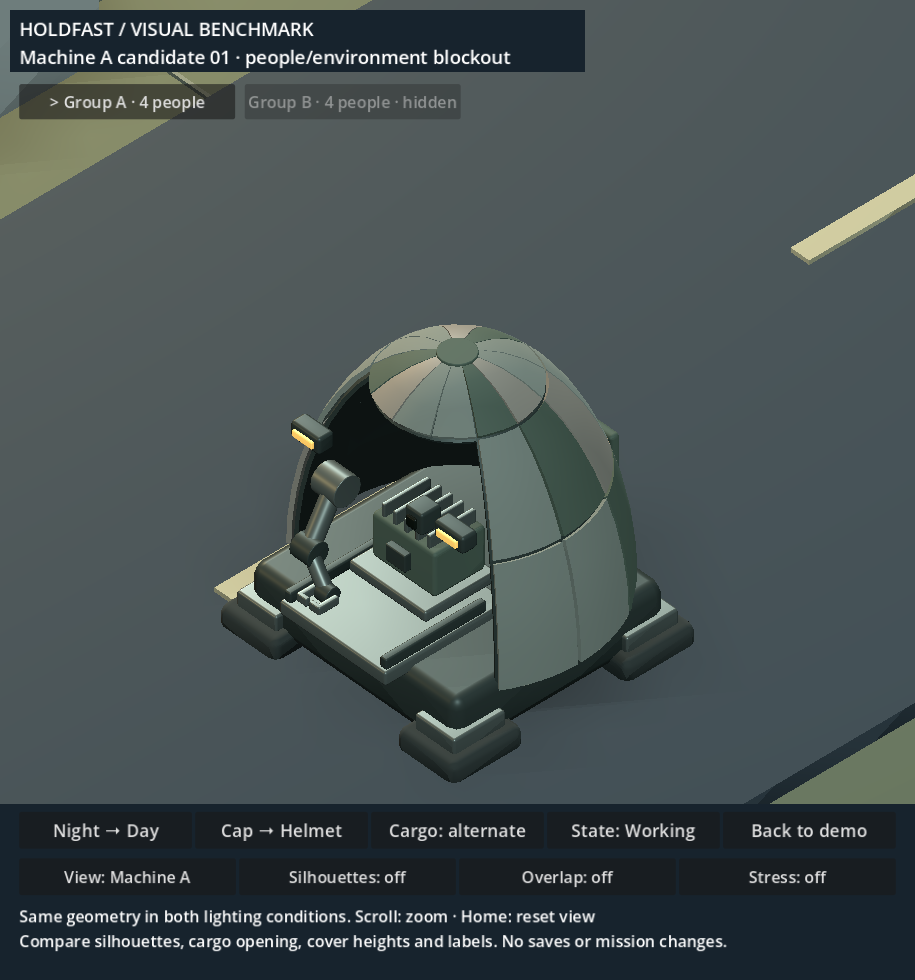 HOLDFAST / VISUAL BENCHMARK
Machine A candidate 01 · people/environment blockout
> Group A · 4 people
Group B · 4 people · hidden
Night → Day
Cap → Helmet
Cargo: alternate
State: Working
Back to demo
View: Machine A
Silhouettes: off
Overlap: off
Stress: off
Same geometry in both lighting conditions. Scroll: zoom · Home: reset view
Compare silhouettes, cargo opening, cover heights and labels. No saves or mission changes.